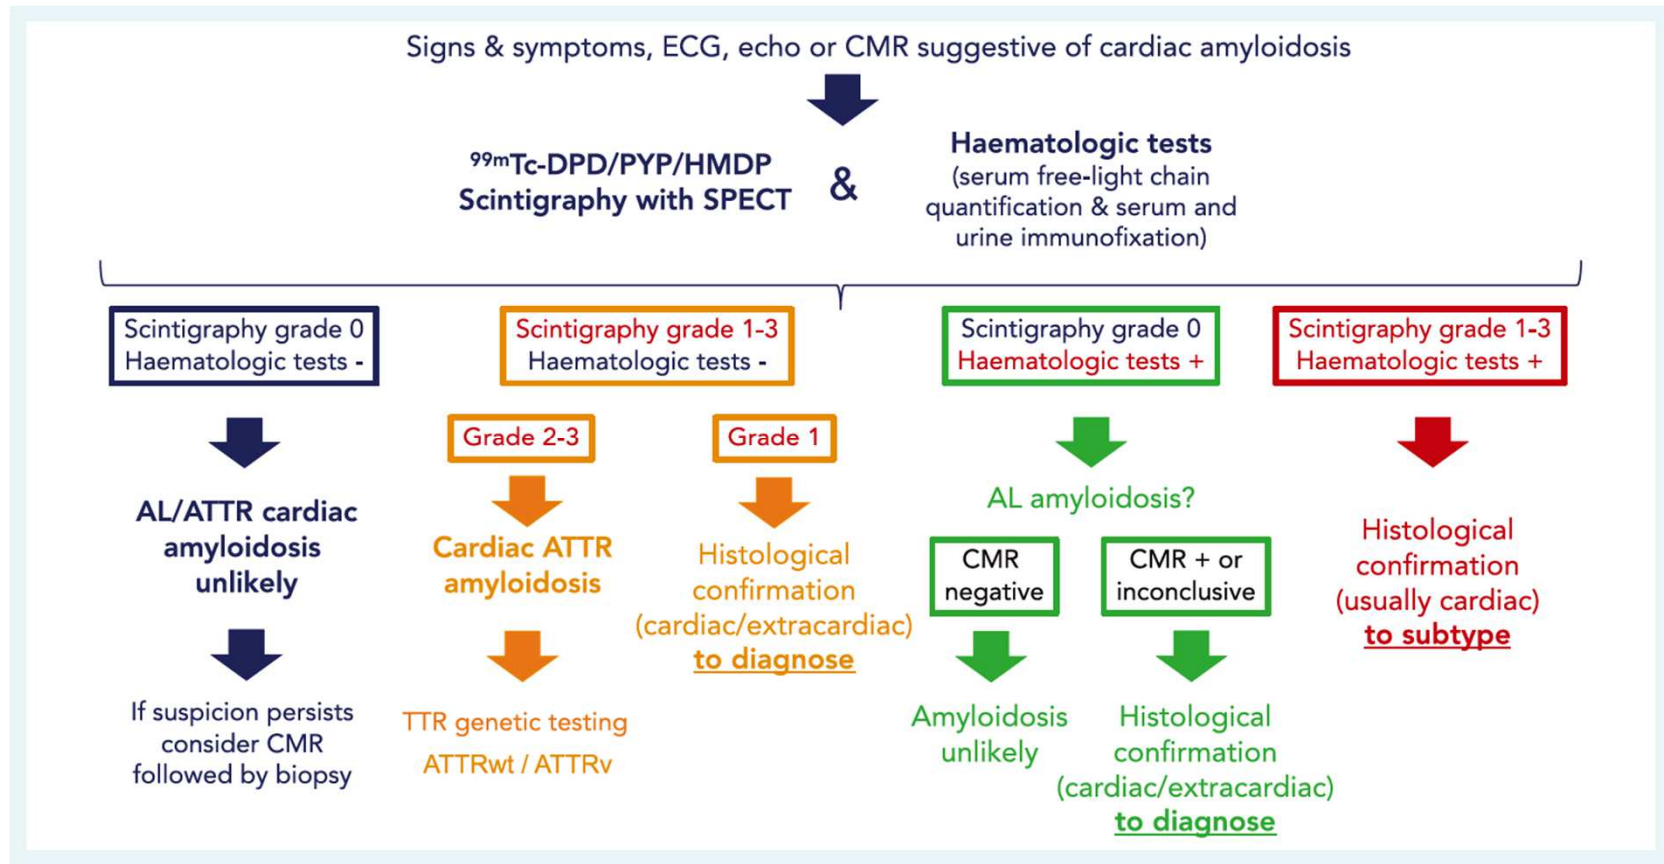 Signs & symptoms, ECG, echo or CMR suggestive of cardiac amyloidosis
99mTc-DPD/PYP/HMDP
Scintigraphy with SPECT
&
Haematologic tests
(serum free-light chain
quantification & serum and
urine immunofixation)
Scintigraphy grade 0
Haematologic tests -
Scintigraphy grade 1-3
Haematologic tests -
Scintigraphy grade 0
Haematologic tests +
Scintigraphy grade 1-3
Haematologic tests +
AL/ATTR cardiac
amyloidosis
unlikely
If suspicion persists
consider CMR
followed by biopsy
Grade 2-3
Cardiac ATTR
amyloidosis
TTR genetic testing
ATTRwt / ATTRv
Grade 1
Histological
confirmation
(cardiac/extracardiac)
to diagnose
AL amyloidosis?
CMR
negative
Amyloidosis
unlikely
CMR + or
inconclusive
Histological
confirmation
(cardiac/extracardiac)
to diagnose
Histological
confirmation
(usually cardiac)
to subtype